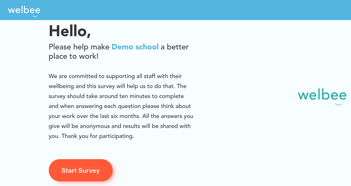 welbee
Hello,
Please help make Demo school a better
place to work!
We are committed to supporting all staff with their
wellbeing and this survey will help us to do that. The
survey should take around ten minutes to complete
and when answering each question please think about
your work over the last six months. All the answers you
give will be anonymous and results will be shared with
you. Thank you for participating.
welbee
Start Survey